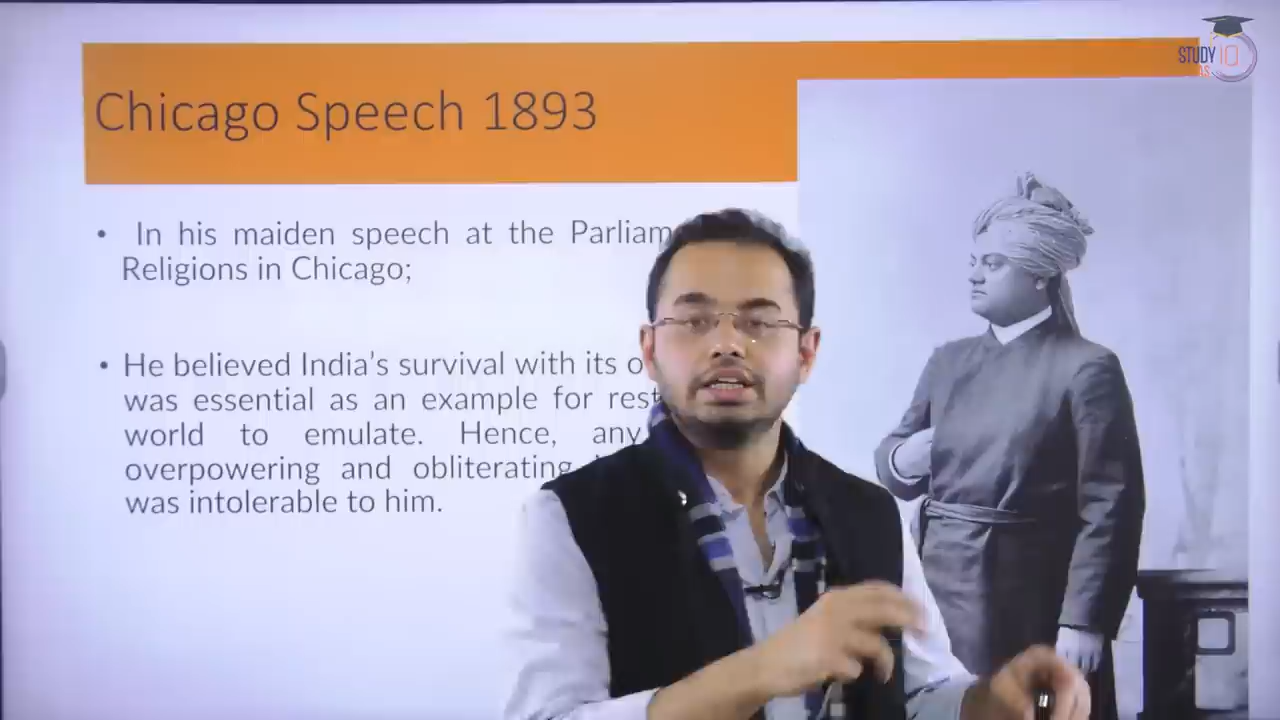 STUDY IQ
IAS
Chicago Speech 1893
• In his maiden speech at the Parliam
Religions in Chicago;
• He believed India's survival with its o
was essential as an example for rest
world to emulate. Hence, any
overpowering and obliterating
was intolerable to him.